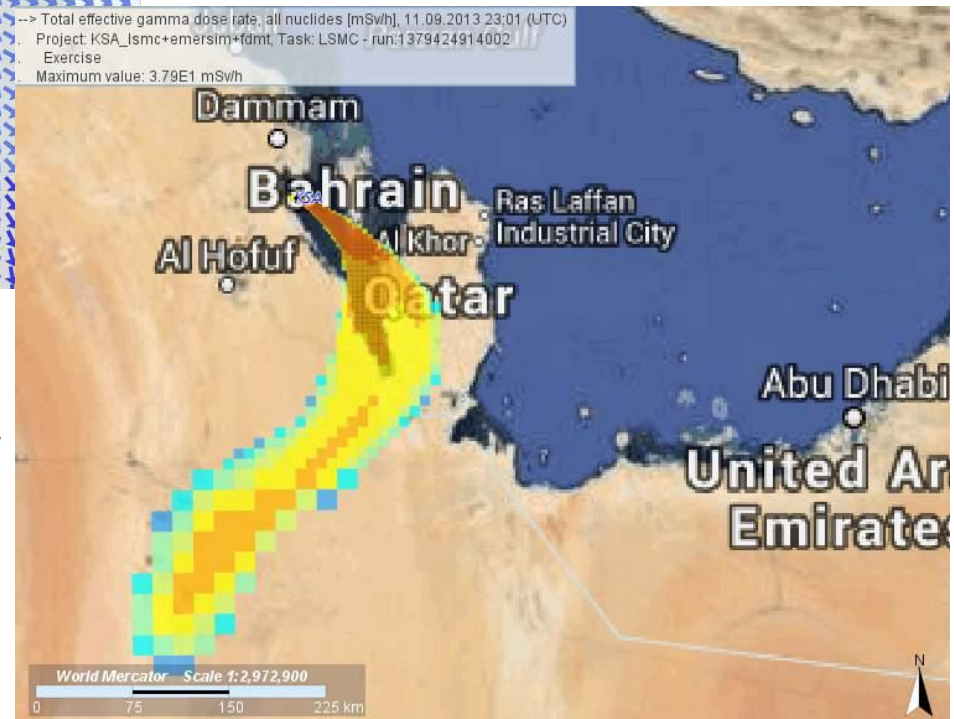 --> Total effective gamma dose rate, all nuclides [mSv/h], 11.09.2013 23:01 (UTC)
. Project: KSA_lsmc+emersim+fdmt, Task: LSMC - run:1379424914002
. Exercise
. Maximum value: 3.79E1 mSv/h
Dammam
Bahrain
KSA
Ras Laffan
Industrial City
Al Khor
Al Hofuf
Qatar
Abu Dhabi
United Ar
Emirates
World Mercator Scale 1:2,972,900
0 75 150 225 km
N